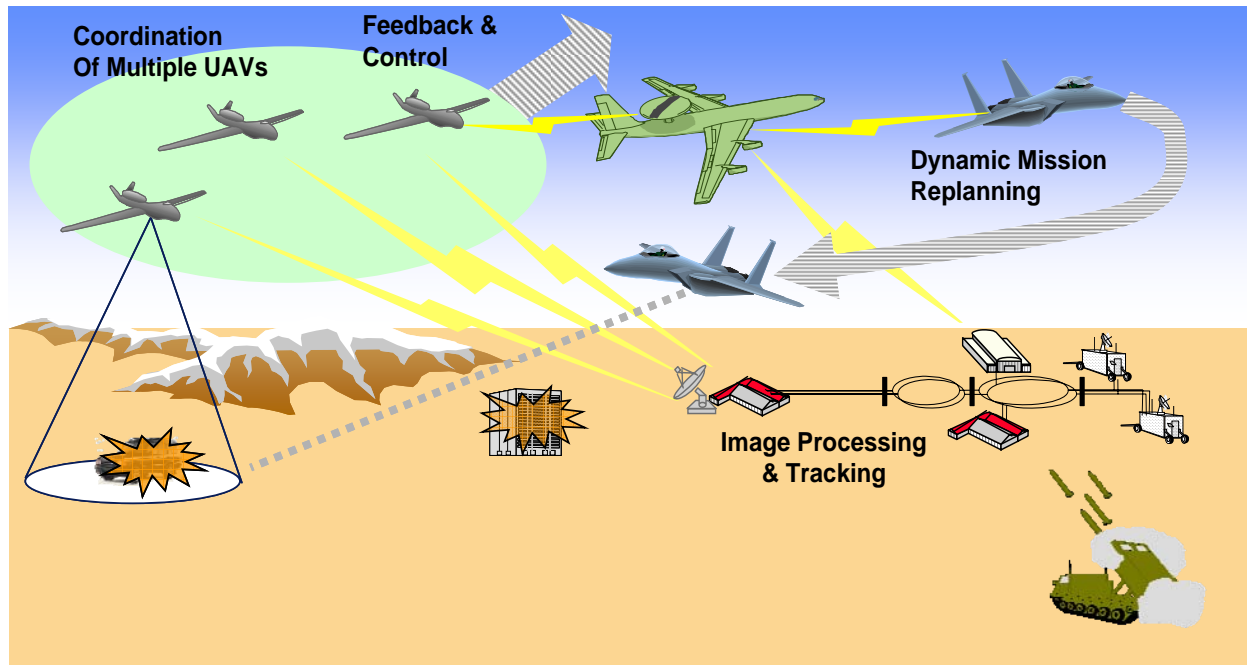 Coordination
Of Multiple UAVs
Feedback &
Control
Dynamic Mission
Replanning
Image Processing
& Tracking